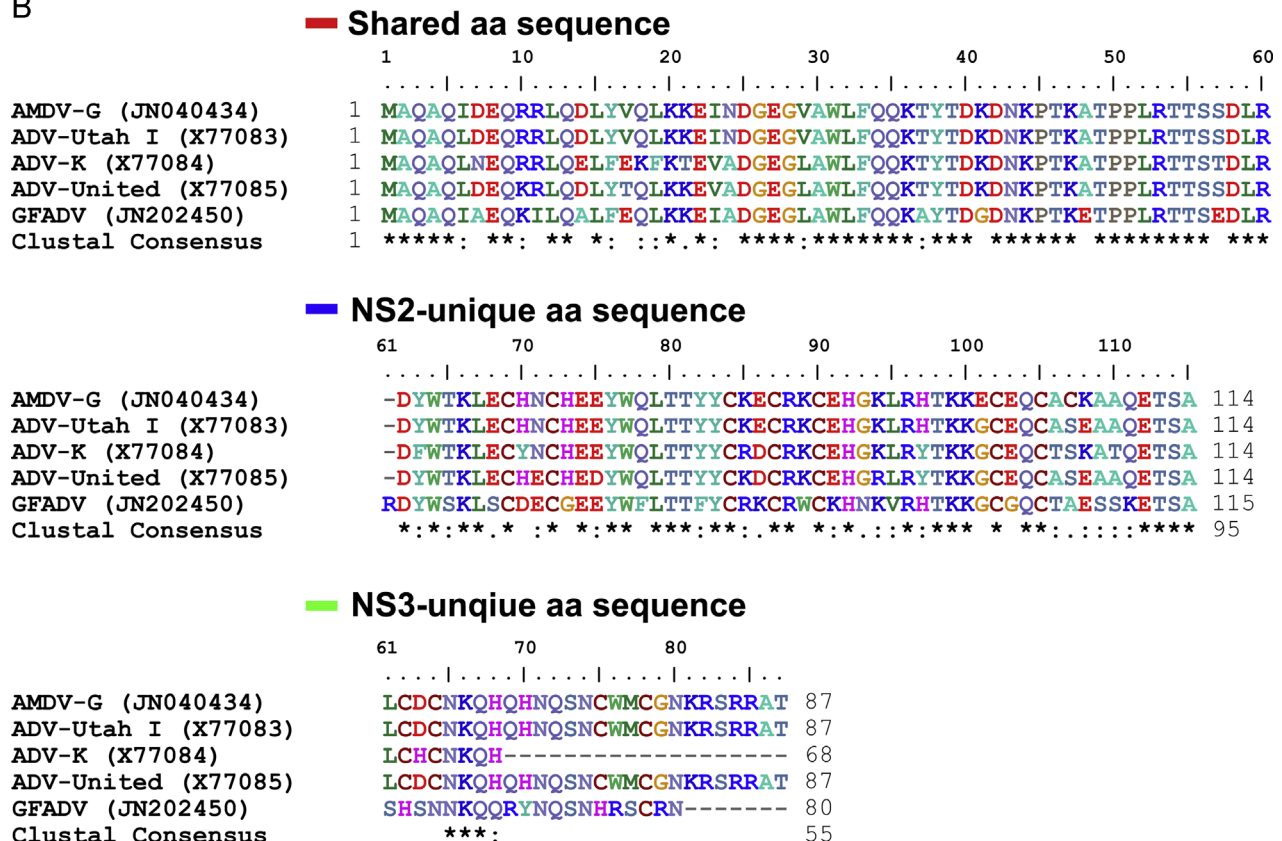 B
Shared aa sequence
1 10 20 30 40 50 60
. . . . | . . . . | . . . . | . . . . | . . . . | . . . . | . . . . | . . . . | . . . . | . . . . | . . . . | . . . . |
AMDV-G (JN040434) 1 MAQAQIDEQRRLQDLYVQLKKEINDGEGVAWLFQQKTYTDKDNKPTKATPPLRTTSSDLR
ADV-Utah I (X77083) 1 MAQAQLDEQRRLQDLYVQLKKEINDGEGVAWLFQQKTYTDKDNKPTKATPPLRTTSSDLR
ADV-K (X77084) 1 MAQAQLNEQRRLQELFEKFKTEVADGEGLAWLFQQKTYTDKDNKPTKATPPLRTTSTDLR
ADV-United (X77085) 1 MAQAQLDEQKRLQDLYTQLKKEVADGEGLAWLFQQKTYTDKDNKPTKATPPLRTTSSDLR
GFADV (JN202450) 1 MAQAQIAEQKILQALFEQLKKEIADGEGLAWLFQQKAYTDGDNKPTKETPPLRTTSEDLR
Clustal Consensus 1 *****: **: ** *: ::*.*: ****:*******:*** ****** ******** ***
NS2-unique aa sequence
61 70 80 90 100 110
. . . . | . . . . | . . . . | . . . . | . . . . | . . . . | . . . . | . . . . | . . . . | . . . . | . . . . |
AMDV-G (JN040434) -DYWTKLECHNCHEEYWQLTTYYCKECRKCEHGKLRHTKKECEQCACKAAQETSA 114
ADV-Utah I (X77083) -DYWTKLECHNCHEEYWQLTTYYCKECRKCEHGKLRHTKKGCEQCASEAAQETSA 114
ADV-K (X77084) -DFWTKLECYNCHEEYWQLTTYYCRDCRKCEHGKLRYTKKGCEQCTSKATQETSA 114
ADV-United (X77085) -DYWTKLECHECHEDYWQLTTYYCKDCRKCEHGRLRYTKKGCEQCASEAAQETSA 114
GFADV (JN202450) RDYWSKLSCDECGEEYWFLTTFYCRKCRWCKHNKVRHTKKGCGQCTAESSKETSA 115
Clustal Consensus *:*:** * :* *:** ***:**:.** *:*.::*:*** * **:.::::**** 95
NS3-unqiue aa sequence
61 70 80
. . . . | . . . . | . . . . | . . . . | . . . . | . .
AMDV-G (JN040434) LCDCNKQHQHNQSNCWMCGNKRSRRAT 87
ADV-Utah I (X77083) LCDCNKQHQHNQSNCWMCGNKRSRRAT 87
ADV-K (X77084) LCHCNKQH------------------- 68
ADV-United (X77085) LCDCNKQHQHNQSNCWMCGNKRSRRAT 87
GFADV (JN202450) SHSNNKQQRYNQSNHRSCRN------- 80
Clustal Consensus ***: 55